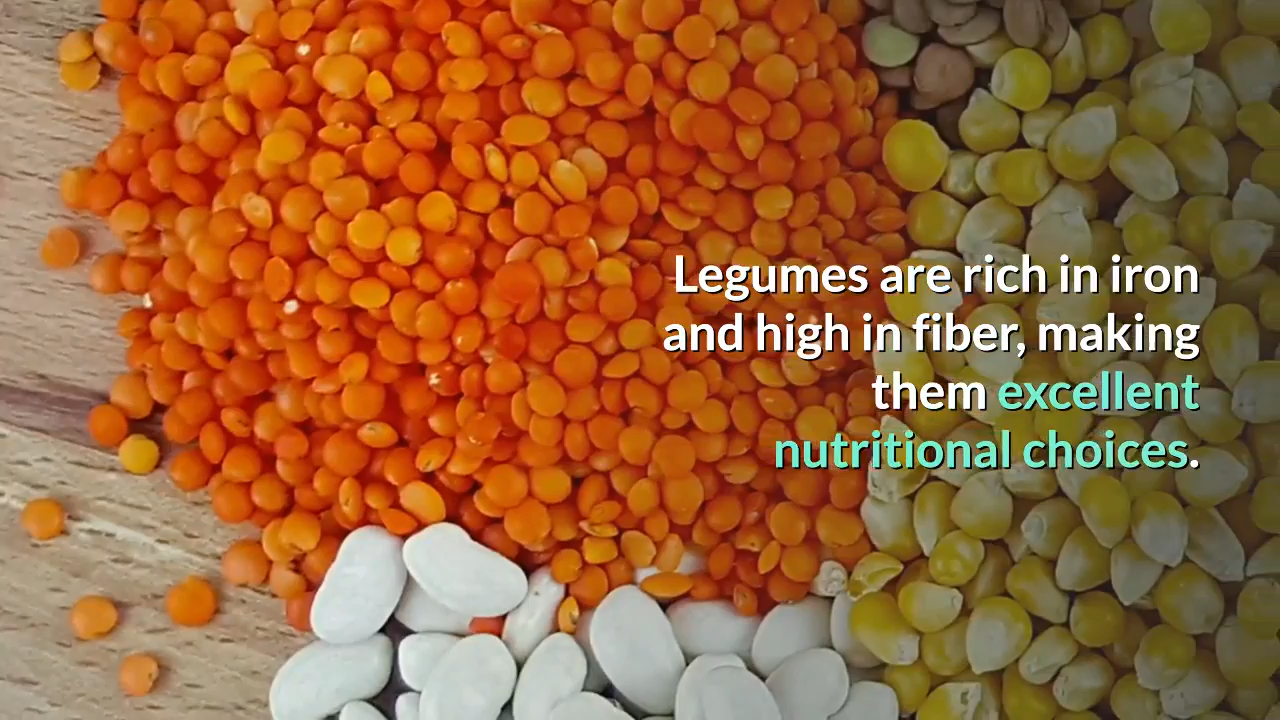 Legumes are rich in iron
and high in fiber, making
them excellent
nutritional choices.